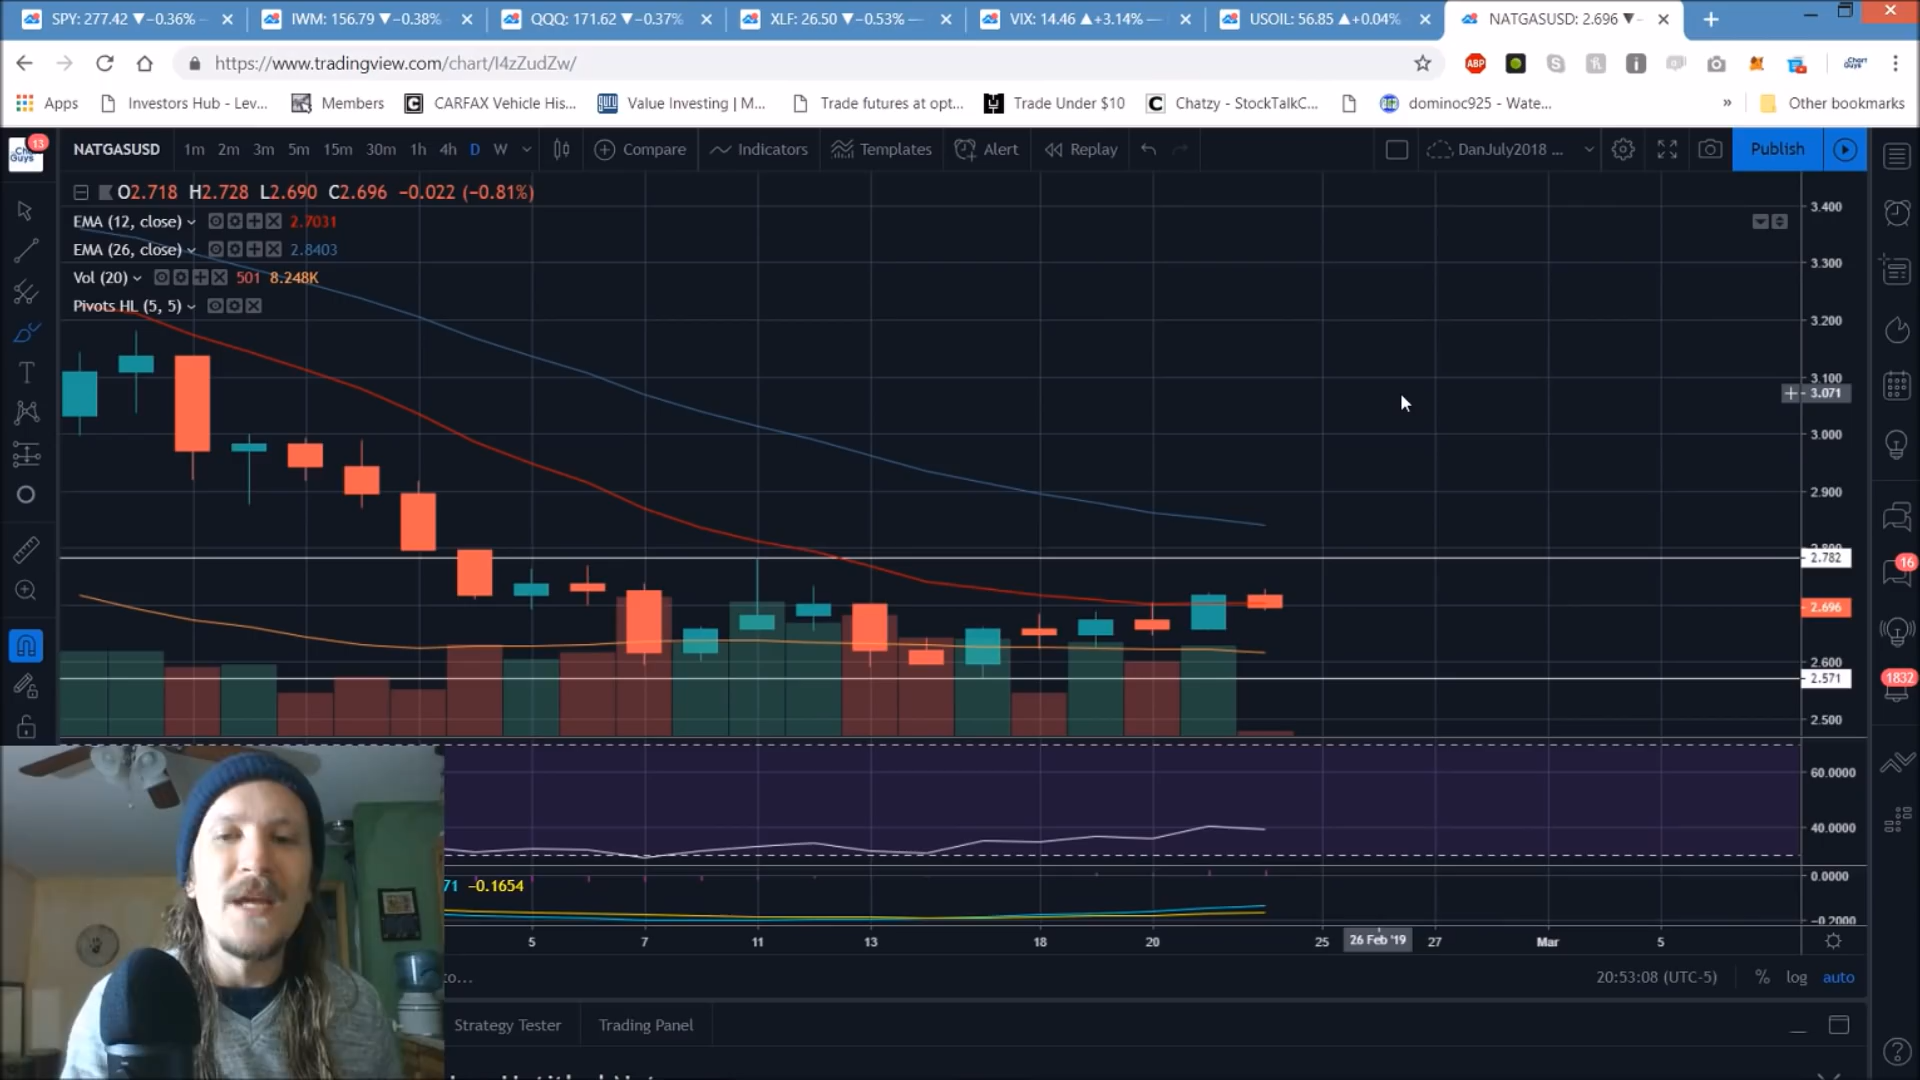 SPY: 277.42 ▼−0.36%
IWM: 156.79 ▼−0.38%
QQQ: 171.62 ▼−0.37%
XLF: 26.50 ▼−0.53% —
VIX: 14.46 ▲+3.14% —
USOIL: 56.85 ▲+0.04%
NATGASUSD: 2.696 ▼
https://www.tradingview.com/chart/I4zZudZw/
ABP
Apps
Investors Hub - Lev...
Members
CARFAX Vehicle His...
guru
Value Investing | M...
Trade futures at opt...
Trade Under $10
Chatzy - StockTalkC...
dominoc925 - Wate...
»
Other bookmarks
13
NATGASUSD
1m 2m 3m 5m 15m 30m 1h 4h D W
Compare
Indicators
Templates
Alert
Replay
DanJuly2018 ...
Publish
O2.718 H2.728 L2.690 C2.696 −0.022 (−0.81%)
EMA (12, close) 2.7031
EMA (26, close) 2.8403
Vol (20) 501 8.248K
Pivots HL (5, 5)
3.400
3.300
3.200
3.100
3.071
3.000
2.900
2.800
2.782
2.696
2.600
2.571
2.500
16
1832
60.0000
40.0000
71 −0.1654
0.0000
−0.2000
5 7 11 13 18 20 25 26 Feb '19 27 Mar 5
to...
20:53:08 (UTC-5) % log auto
Strategy Tester
Trading Panel